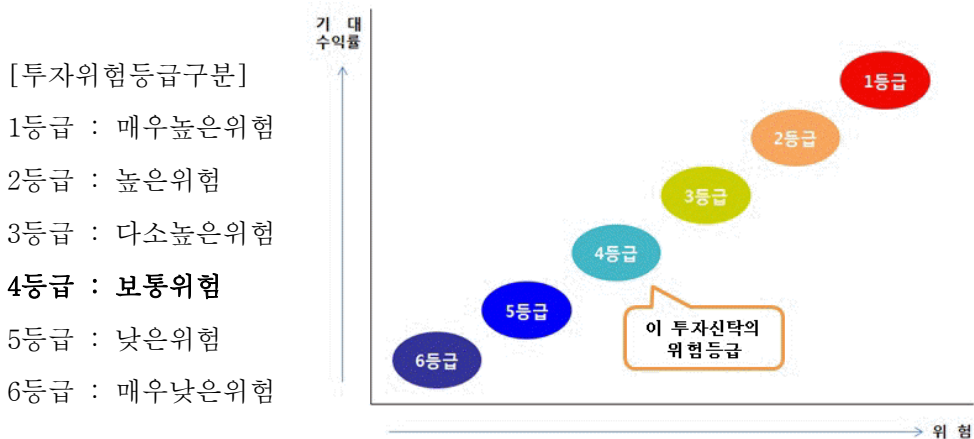 [투자위험등급구분]
1등급 : 매우높은위험
2등급 : 높은위험
3등급 : 다소높은위험
4등급 : 보통위험
5등급 : 낮은위험
6등급 : 매우낮은위험
기 대
수익률
1등급
2등급
3등급
4등급
5등급
6등급
이 투자신탁의
위험등급
위 험